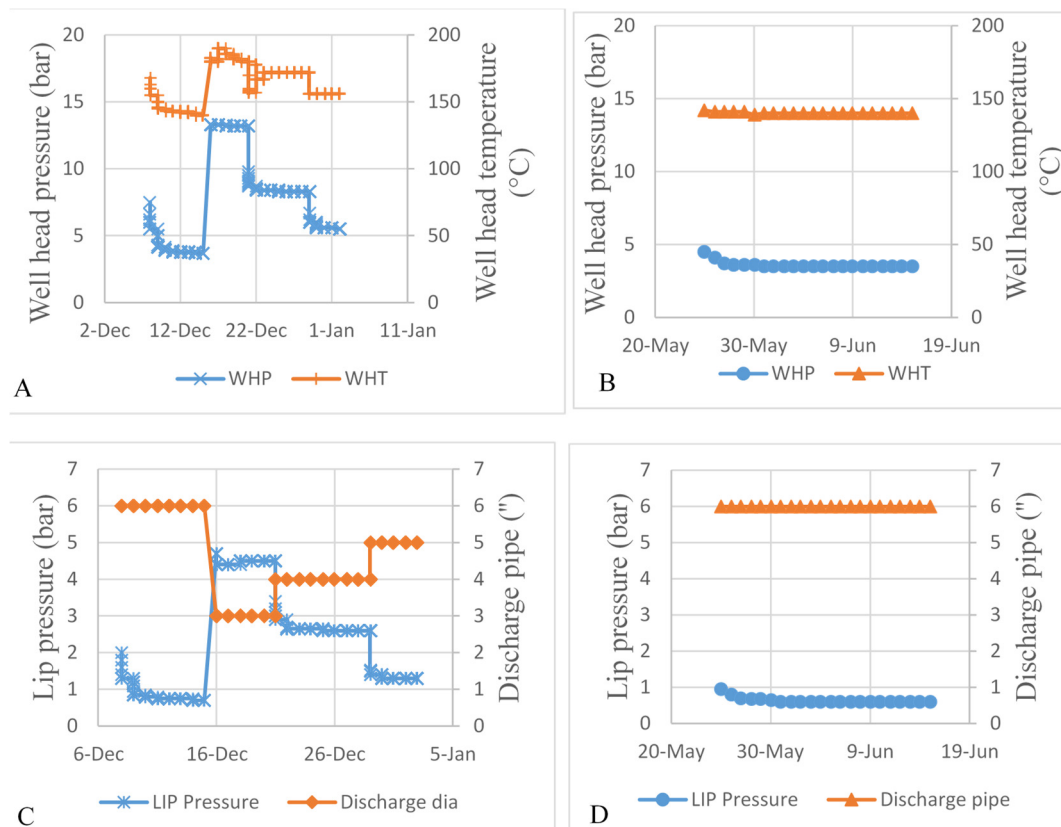 20
15
10
5
0
Well head pressure (bar)
200
150
100
50
0
Well head temperature
(°C)
2-Dec 12-Dec 22-Dec 1-Jan 11-Jan
WHP WHT
A
20
15
10
5
0
Well head pressure (bar)
200
150
100
50
0
Well head temperature
(°C)
20-May 30-May 9-Jun 19-Jun
WHP WHT
B
7
6
5
4
3
2
1
0
Lip pressure (bar)
7
6
5
4
3
2
1
0
Discharge pipe (")
6-Dec 16-Dec 26-Dec 5-Jan
LIP Pressure Discharge dia
C
7
6
5
4
3
2
1
0
Lip pressure (bar)
7
6
5
4
3
2
1
0
Discharge pipe (")
20-May 30-May 9-Jun 19-Jun
LIP Pressure Discharge pipe
D